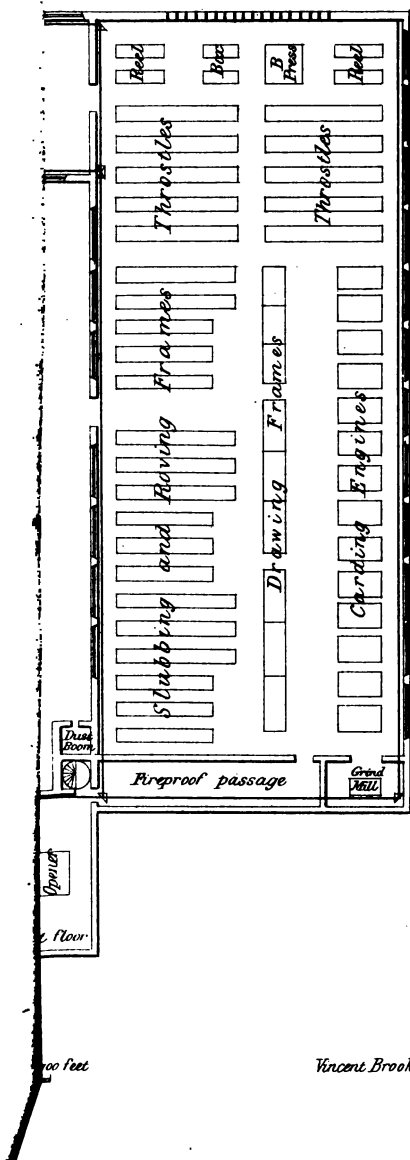 Reel
Box
B Press
Reel
Throstles
Throstles
Slubbing and Roving Frames
Drawing Frames
Carding Engines
Dust
Room
Fireproof passage
Grind
Mill
Opener
floor
00 feet
Vincent Brook